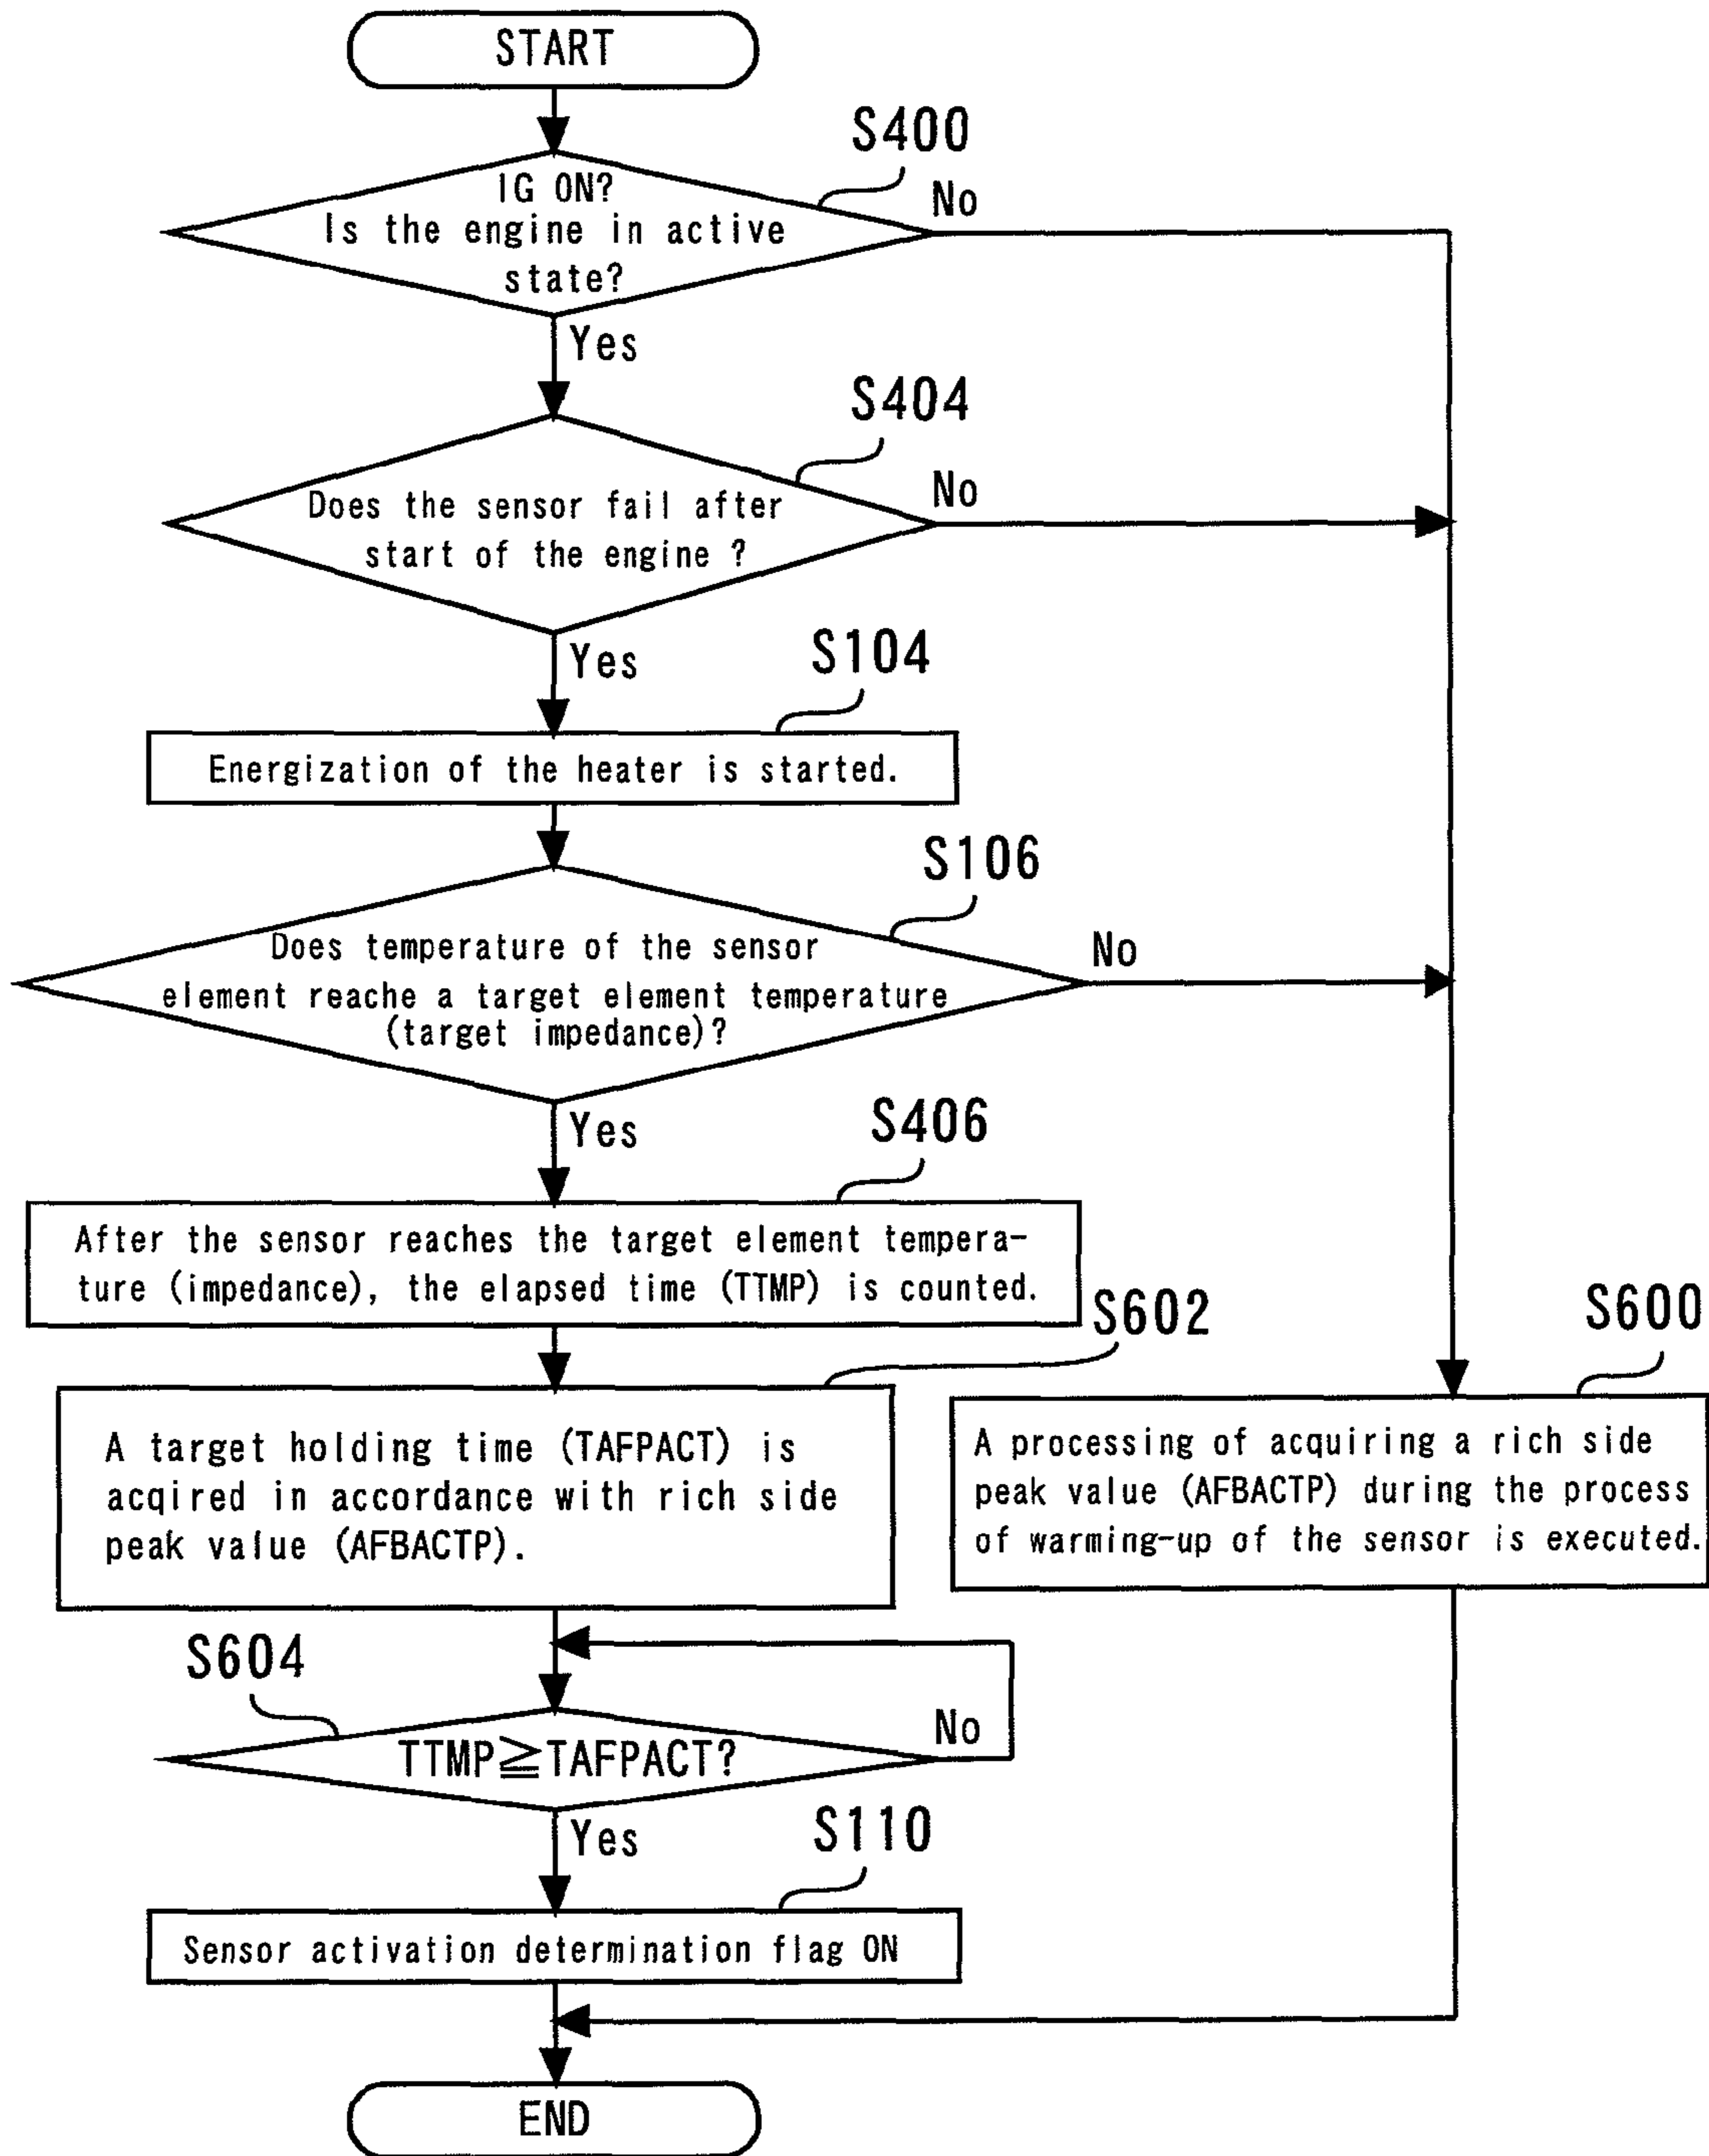 START
S400
IG ON?
Is the engine in active
state?
No
Yes
S404
Does the sensor fail after
start of the engine ?
No
Yes
S104
Energization of the heater is started.
S106
Does temperature of the sensor
element reache a target element temperature
(target impedance)?
No
Yes
S406
After the sensor reaches the target element tempera-
ture (impedance), the elapsed time (TTMP) is counted.
S602
A target holding time (TAFPACT) is
acqired in accordance with rich side
peak value (AFBACTP).
S600
A processing of acquiring a rich side
peak value (AFBACTP) during the process
of warming-up of the sensor is executed.
S604
TTMP≧TAFPACT?
No
Yes
S110
Sensor activation determination flag ON
END